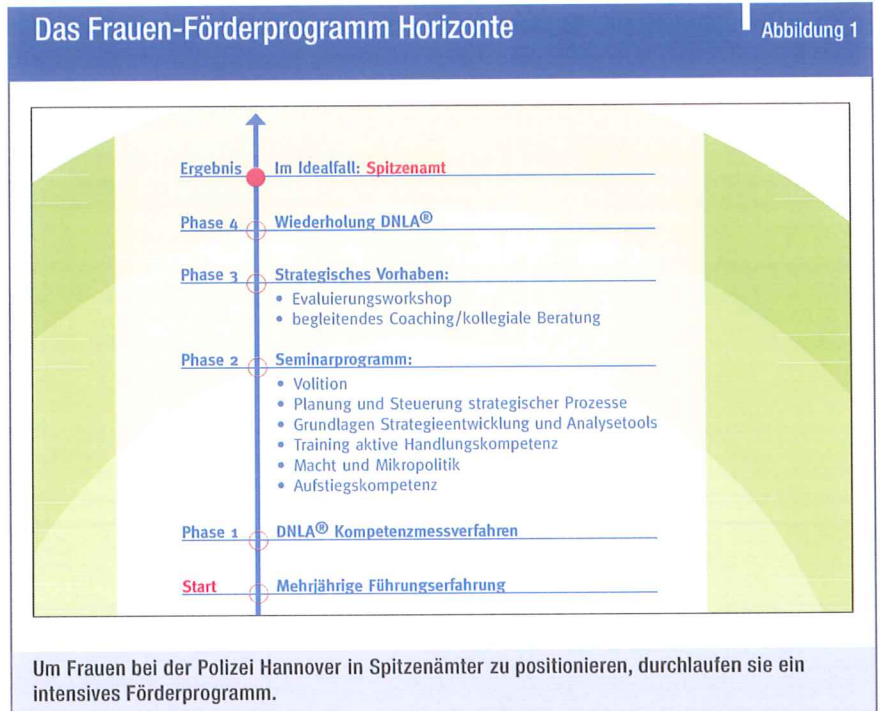 Das Frauen-Förderprogramm Horizonte
Abbildung 1
Ergebnis Im Idealfall: Spitzenamt
Phase 4 Wiederholung DNLA®
Phase 3 Strategisches Vorhaben:
• Evaluierungsworkshop
• begleitendes Coaching/kollegiale Beratung
Phase 2 Seminarprogramm:
• Volition
• Planung und Steuerung strategischer Prozesse
• Grundlagen Strategieentwicklung und Analysetools
• Training aktive Handlungskompetenz
• Macht und Mikropolitik
• Aufstiegskompetenz
Phase 1 DNLA® Kompetenzmessverfahren
Start Mehrjährige Führungserfahrung
Um Frauen bei der Polizei Hannover in Spitzenämter zu positionieren, durchlaufen sie ein
intensives Förderprogramm.